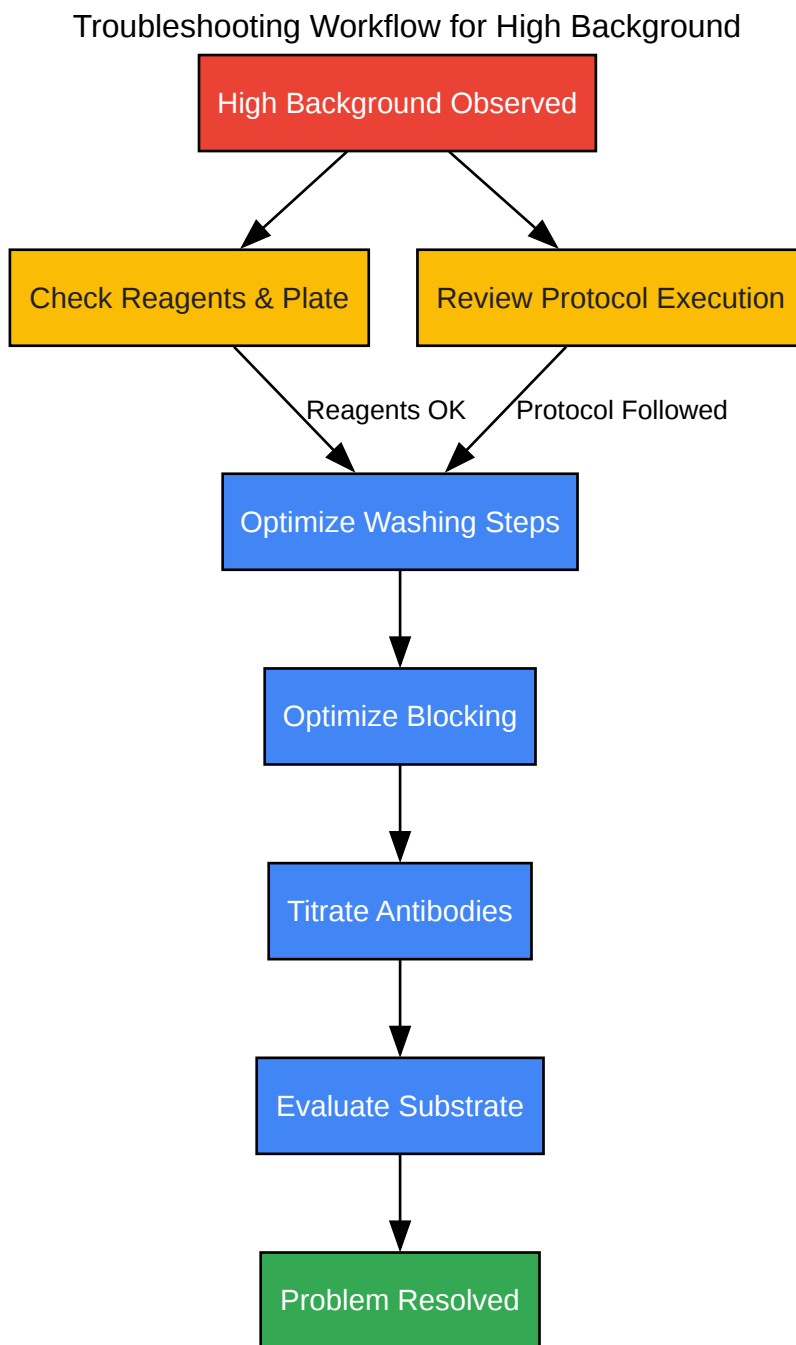 Troubleshooting Workflow for High Background
High Background Observed
Check Reagents & Plate
Review Protocol Execution
Reagents OK
Protocol Followed
Optimize Washing Steps
Optimize Blocking
Titrate Antibodies
Evaluate Substrate
Problem Resolved